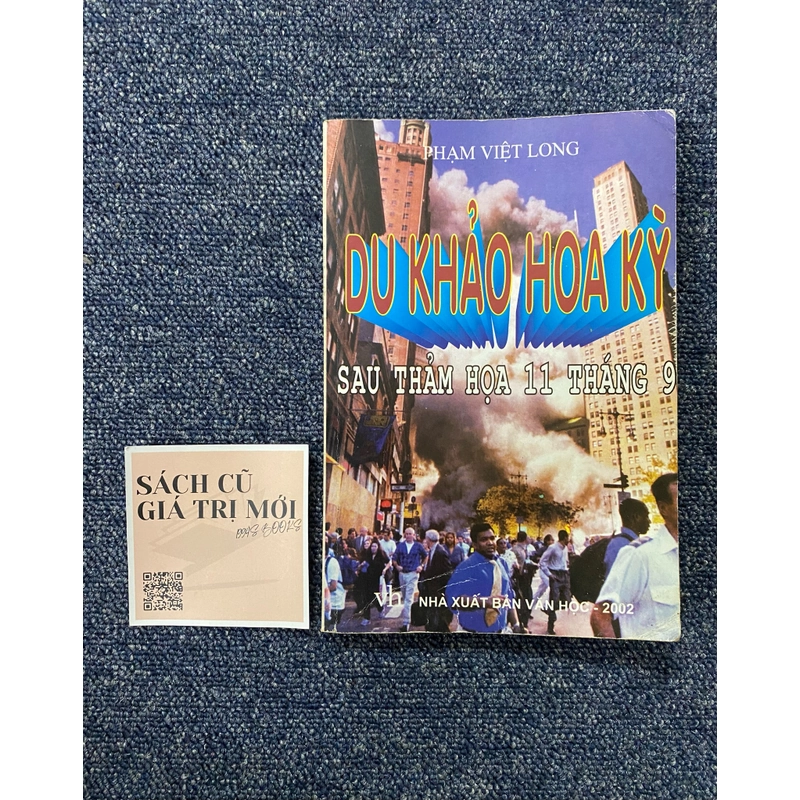 PHẠM VIỆT LONG
DU KHẢO HOA KỲ
SAU THẢM HỌA 11 THÁNG 9
vh NHÀ XUẤT BẢN VĂN HỌC - 2002
SÁCH CŨ
GIÁ TRỊ MỚI